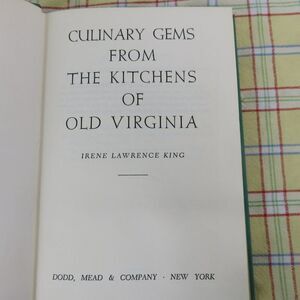 CULINARY GEMS
FROM
THE KITCHENS
OF
OLD VIRGINIA
IRENE LAWRENCE KING
DODD, MEAD & COMPANY · NEW YORK